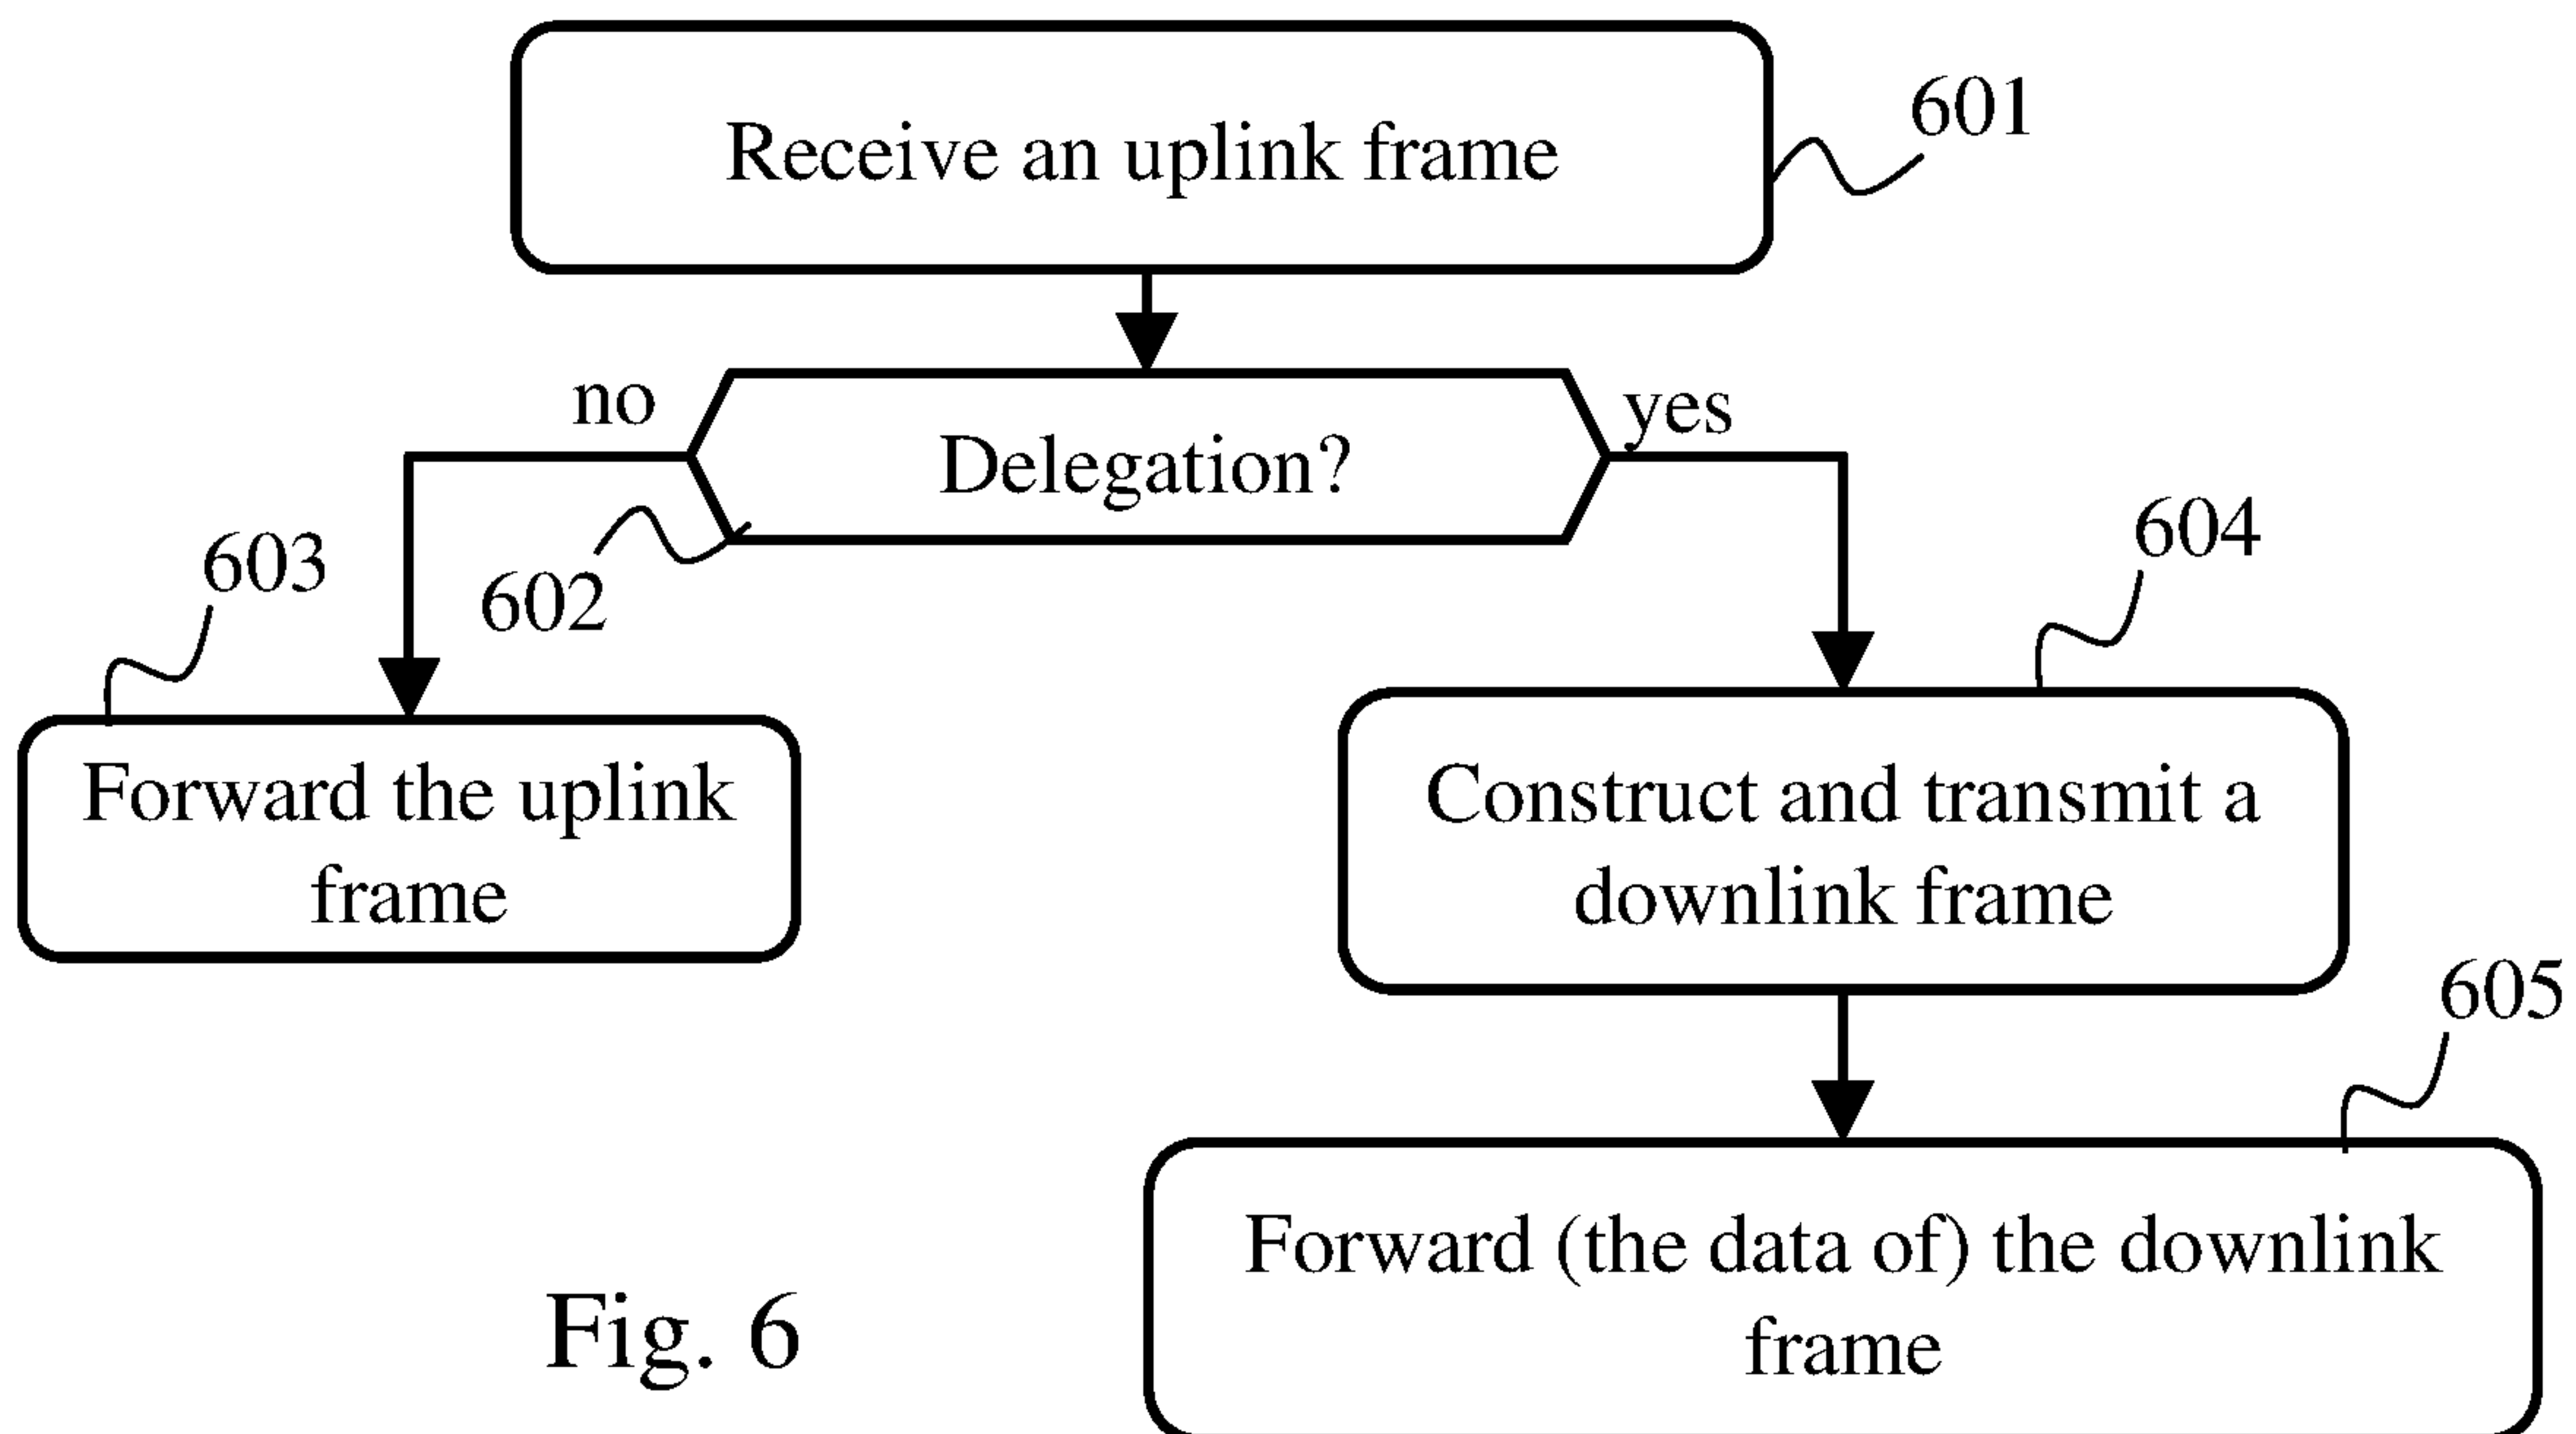 Receive an uplink frame
601
no
yes
Delegation?
602
603
604
Forward the uplink
frame
Construct and transmit a
downlink frame
605
Forward (the data of) the downlink
frame
Fig. 6